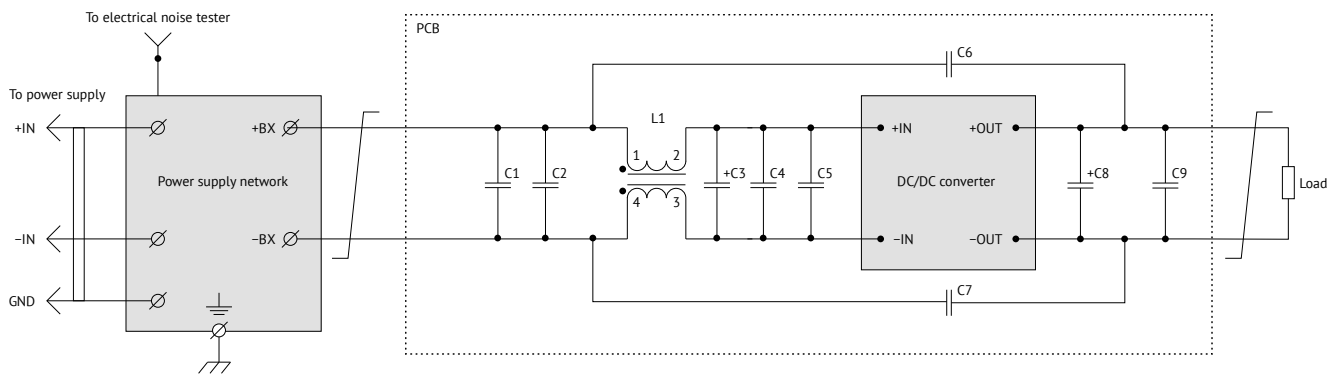 To electrical noise tester
PCB
C6
To power supply
L1
+IN
+BX
1 2
+IN
+OUT
Power supply network
C1
C2
+C3
C4
C5
DC/DC converter
+C8
C9
Load
4 3
−IN
−BX
−IN
−OUT
GND
C7